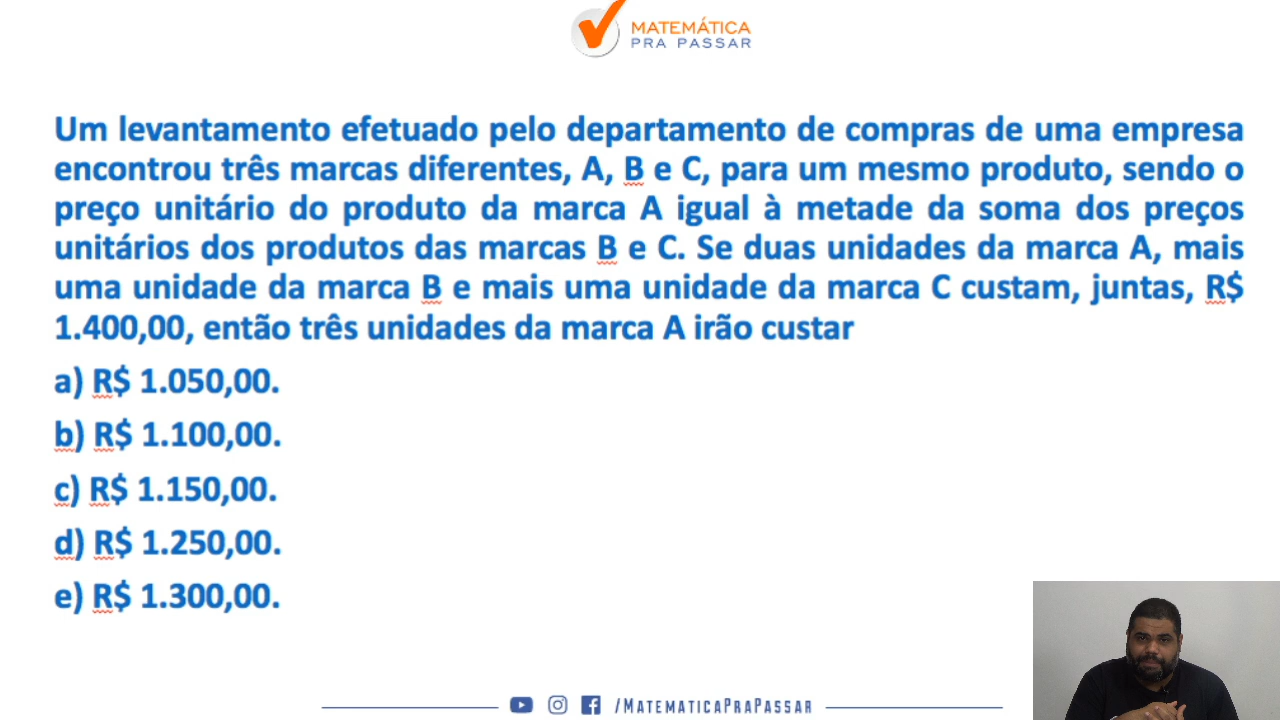 MATEMÁTICA
PRA PASSAR
Um levantamento efetuado pelo departamento de compras de uma empresa
encontrou três marcas diferentes, A, B e C, para um mesmo produto, sendo o
preço unitário do produto da marca A igual à metade da soma dos preços
unitários dos produtos das marcas B e C. Se duas unidades da marca A, mais
uma unidade da marca B e mais uma unidade da marca C custam, juntas, R$
1.400,00, então três unidades da marca A irão custar
a) R$ 1.050,00.
b) R$ 1.100,00.
c) R$ 1.150,00.
d) R$ 1.250,00.
e) R$ 1.300,00.
/MATEMATICAPRAPASSAR